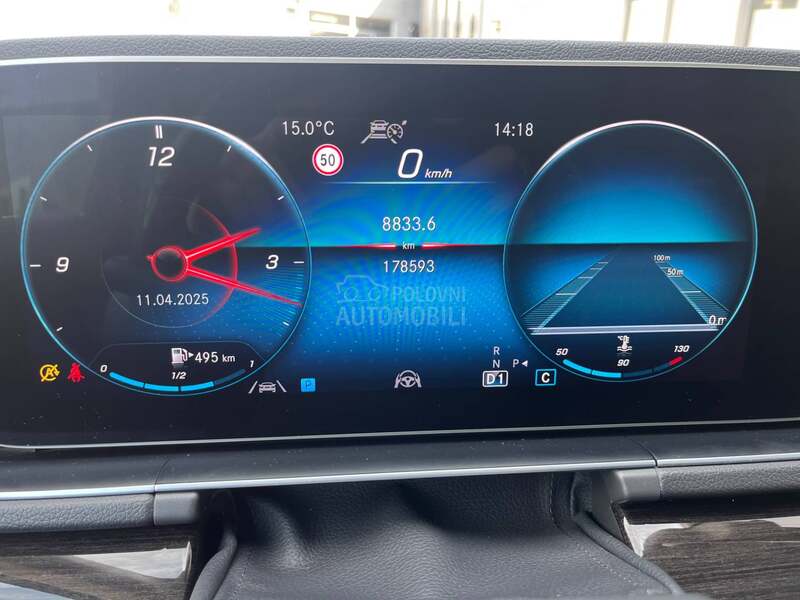 15.0°C
14:18
50
0 km/h
12
8833.6
km
178593
9
3
11.04.2025
100m
50m
0m
POLOVNI
AUTOMOBILI
495 km
0
1/2
1
50
90
130
R
N
P
D1
C
P